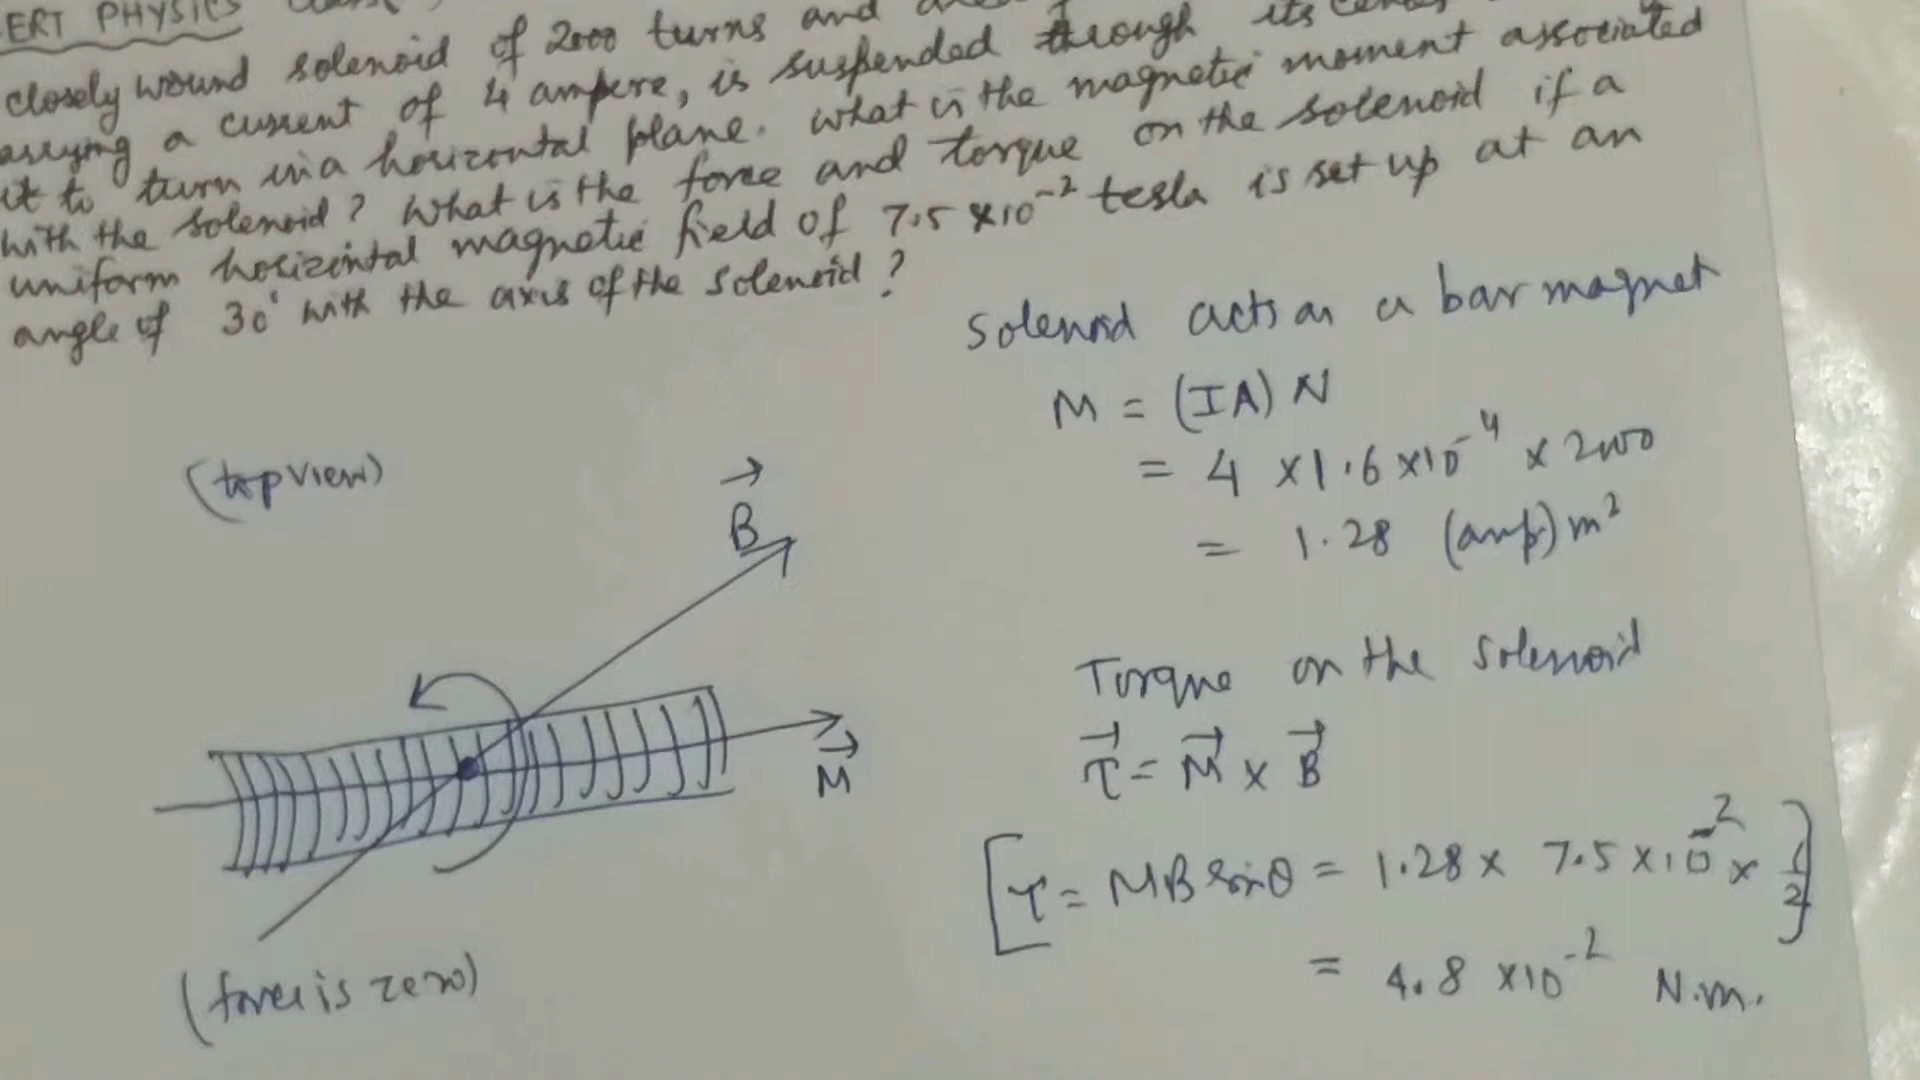 ERT PHYSICS
closely wound solenoid of 2000 turns and
arrying a current of 4 ampere, is suspended through its
it to turn in a horizontal plane. what is the magnetic moment associated
with the solenoid? What is the force and torque on the solenoid if a
uniform horizontal magnetic field of 7.5 × 10⁻² tesla is set up at an
angle of 30° with the axis of the solenoid?
Solenoid acts as a bar magnet
M = (IA) N
= 4 × 1.6 × 10⁻⁴ × 2000
= 1.28 (amp) m²
(top view)
B⃗
M⃗
(force is zero)
Torque on the solenoid
τ⃗ = M⃗ × B⃗
[τ = MB sinθ = 1.28 × 7.5 × 10⁻² × 1/2]
= 4.8 × 10⁻² N.m.